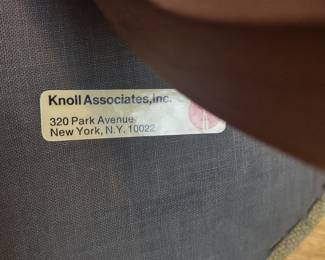 Knoll Associates, inc.
320 Park Avenue
New York, N.Y. 10022